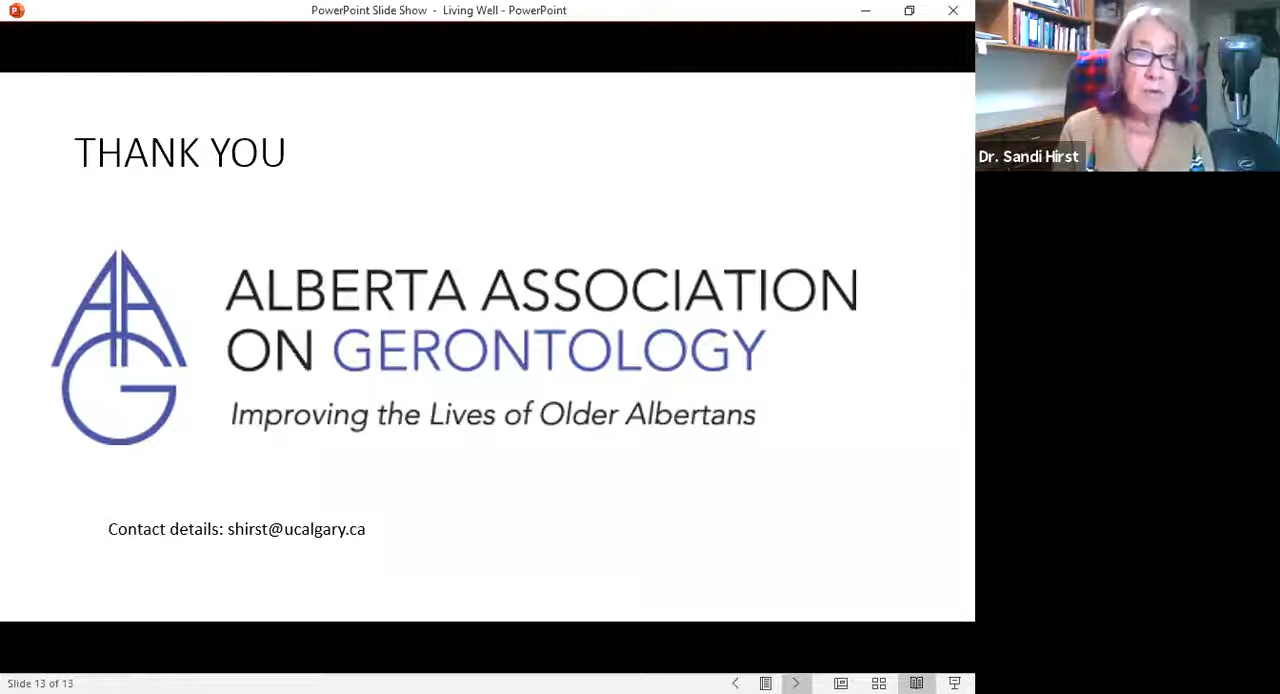 PowerPoint Slide Show - Living Well - PowerPoint
Dr. Sandi Hirst
THANK YOU
AAG
ALBERTA ASSOCIATION
ON GERONTOLOGY
Improving the Lives of Older Albertans
Contact details: shirst@ucalgary.ca
Slide 13 of 13